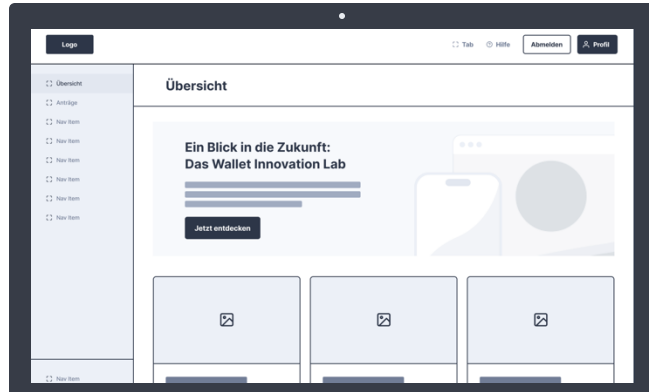 Logo
Tab
Hilfe
Abmelden
Profil
Übersicht
Anträge
Nav Item
Nav Item
Nav Item
Nav Item
Nav Item
Nav Item
Nav Item
Übersicht
Ein Blick in die Zukunft:
Das Wallet Innovation Lab
Jetzt entdecken